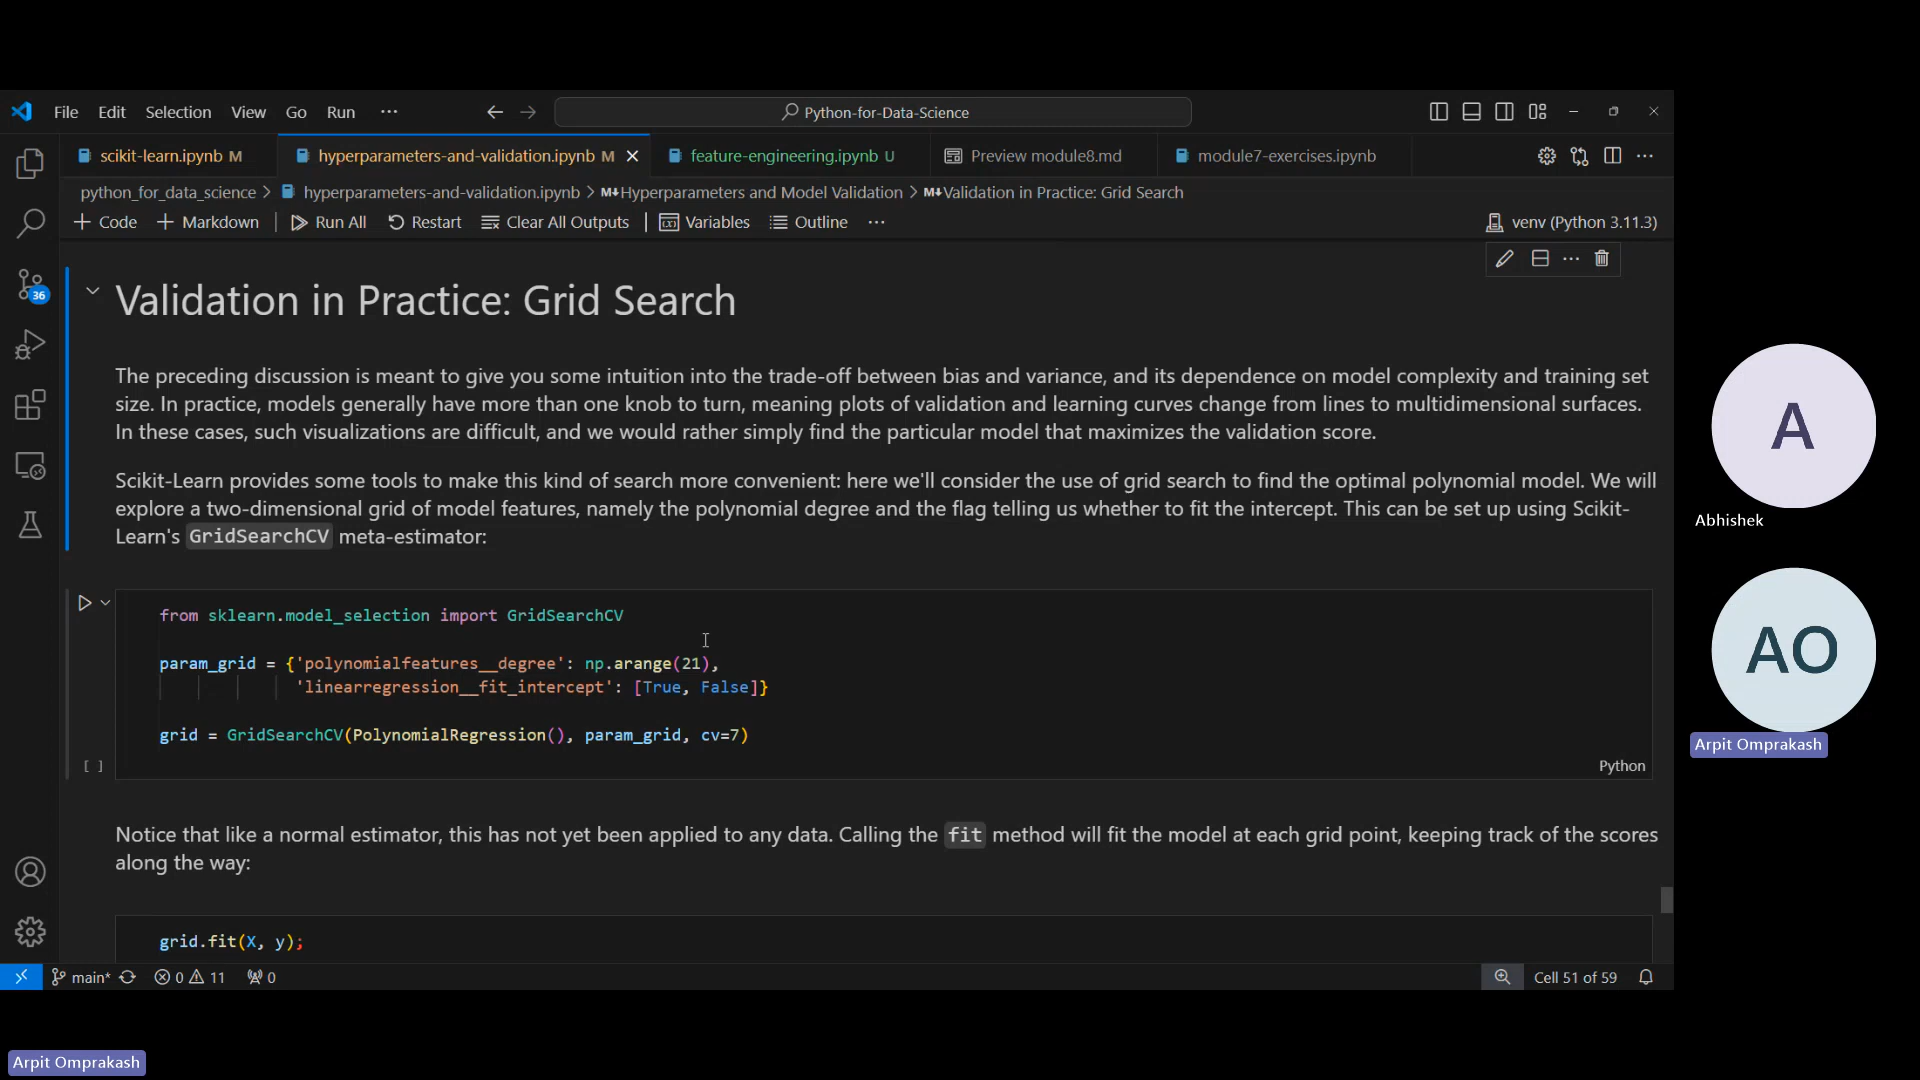 File Edit Selection View Go Run ··· Python-for-Data-Science
scikit-learn.ipynb M hyperparameters-and-validation.ipynb M feature-engineering.ipynb U Preview module8.md module7-exercises.ipynb ···
python_for_data_science > hyperparameters-and-validation.ipynb > M↓Hyperparameters and Model Validation > M↓Validation in Practice: Grid Search
+ Code + Markdown Run All Restart Clear All Outputs Variables Outline ··· venv (Python 3.11.3)
Validation in Practice: Grid Search
The preceding discussion is meant to give you some intuition into the trade-off between bias and variance, and its dependence on model complexity and training set
size. In practice, models generally have more than one knob to turn, meaning plots of validation and learning curves change from lines to multidimensional surfaces.
In these cases, such visualizations are difficult, and we would rather simply find the particular model that maximizes the validation score.
Scikit-Learn provides some tools to make this kind of search more convenient: here we'll consider the use of grid search to find the optimal polynomial model. We will
explore a two-dimensional grid of model features, namely the polynomial degree and the flag telling us whether to fit the intercept. This can be set up using Scikit-
Learn's GridSearchCV meta-estimator:
from sklearn.model_selection import GridSearchCV
param_grid = {'polynomialfeatures__degree': np.arange(21),
'linearregression__fit_intercept': [True, False]}
grid = GridSearchCV(PolynomialRegression(), param_grid, cv=7)
[ ]
Python
Notice that like a normal estimator, this has not yet been applied to any data. Calling the fit method will fit the model at each grid point, keeping track of the scores
along the way:
grid.fit(X, y);
36
main* 0 11 0 Cell 51 of 59
A
Abhishek
AO
Arpit Omprakash
Arpit Omprakash